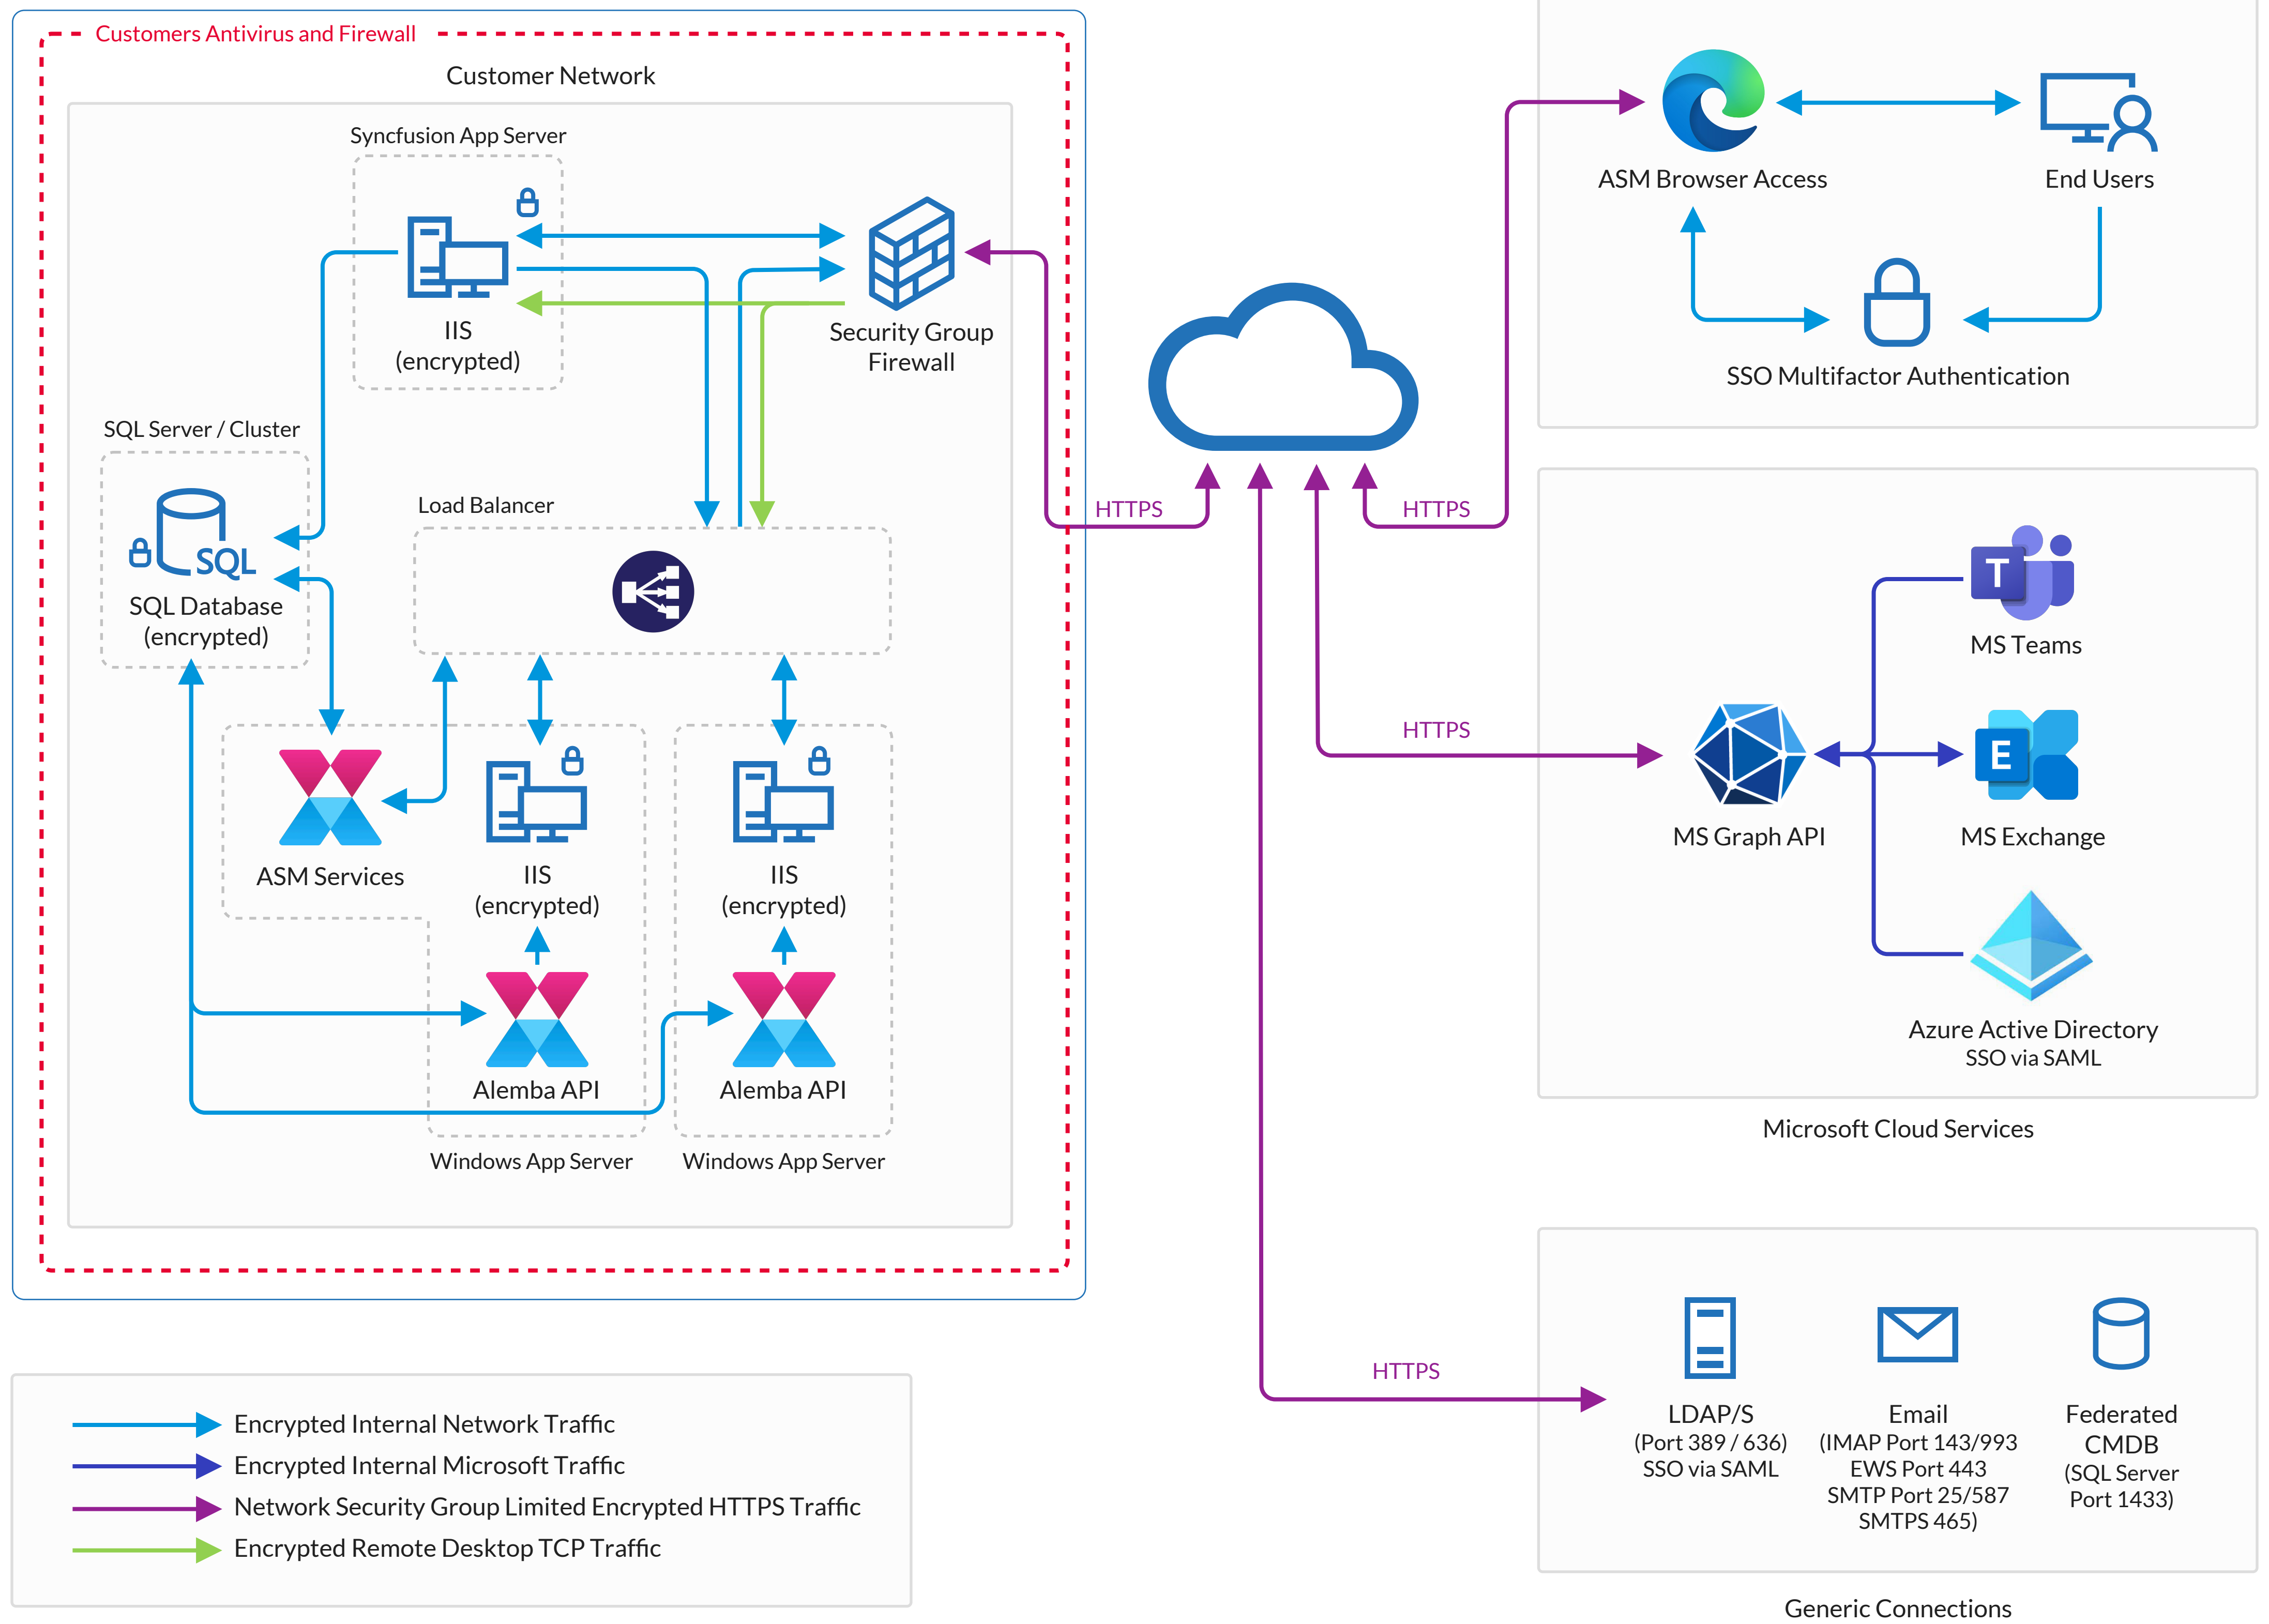 Customers Antivirus and Firewall
Customer Network
Syncfusion App Server
IIS
(encrypted)
Security Group
Firewall
SQL Server / Cluster
SQL
SQL Database
(encrypted)
Load Balancer
ASM Services
IIS
(encrypted)
IIS
(encrypted)
Alemba API
Alemba API
Windows App Server
Windows App Server
HTTPS
HTTPS
HTTPS
HTTPS
ASM Browser Access
End Users
SSO Multifactor Authentication
T
MS Teams
MS Graph API
E
MS Exchange
Azure Active Directory
SSO via SAML
Microsoft Cloud Services
LDAP/S
(Port 389 / 636)
SSO via SAML
Email
(IMAP Port 143/993
EWS Port 443
SMTP Port 25/587
SMTPS 465)
Federated
CMDB
(SQL Server
Port 1433)
Generic Connections
Encrypted Internal Network Traffic
Encrypted Internal Microsoft Traffic
Network Security Group Limited Encrypted HTTPS Traffic
Encrypted Remote Desktop TCP Traffic